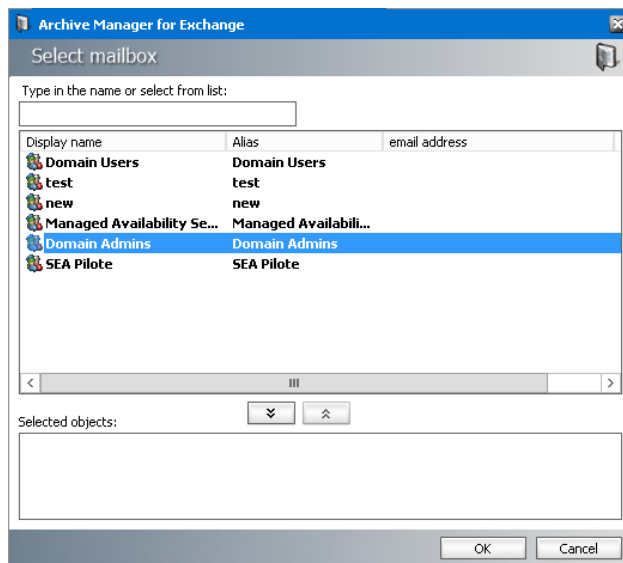 Archive Manager for Exchange
Select mailbox
Type in the name or select from list:
Display name Alias email address
Domain Users Domain Users
test test
new new
Managed Availability Se... Managed Availabili...
Domain Admins Domain Admins
SEA Pilote SEA Pilote
Selected objects:
OK Cancel